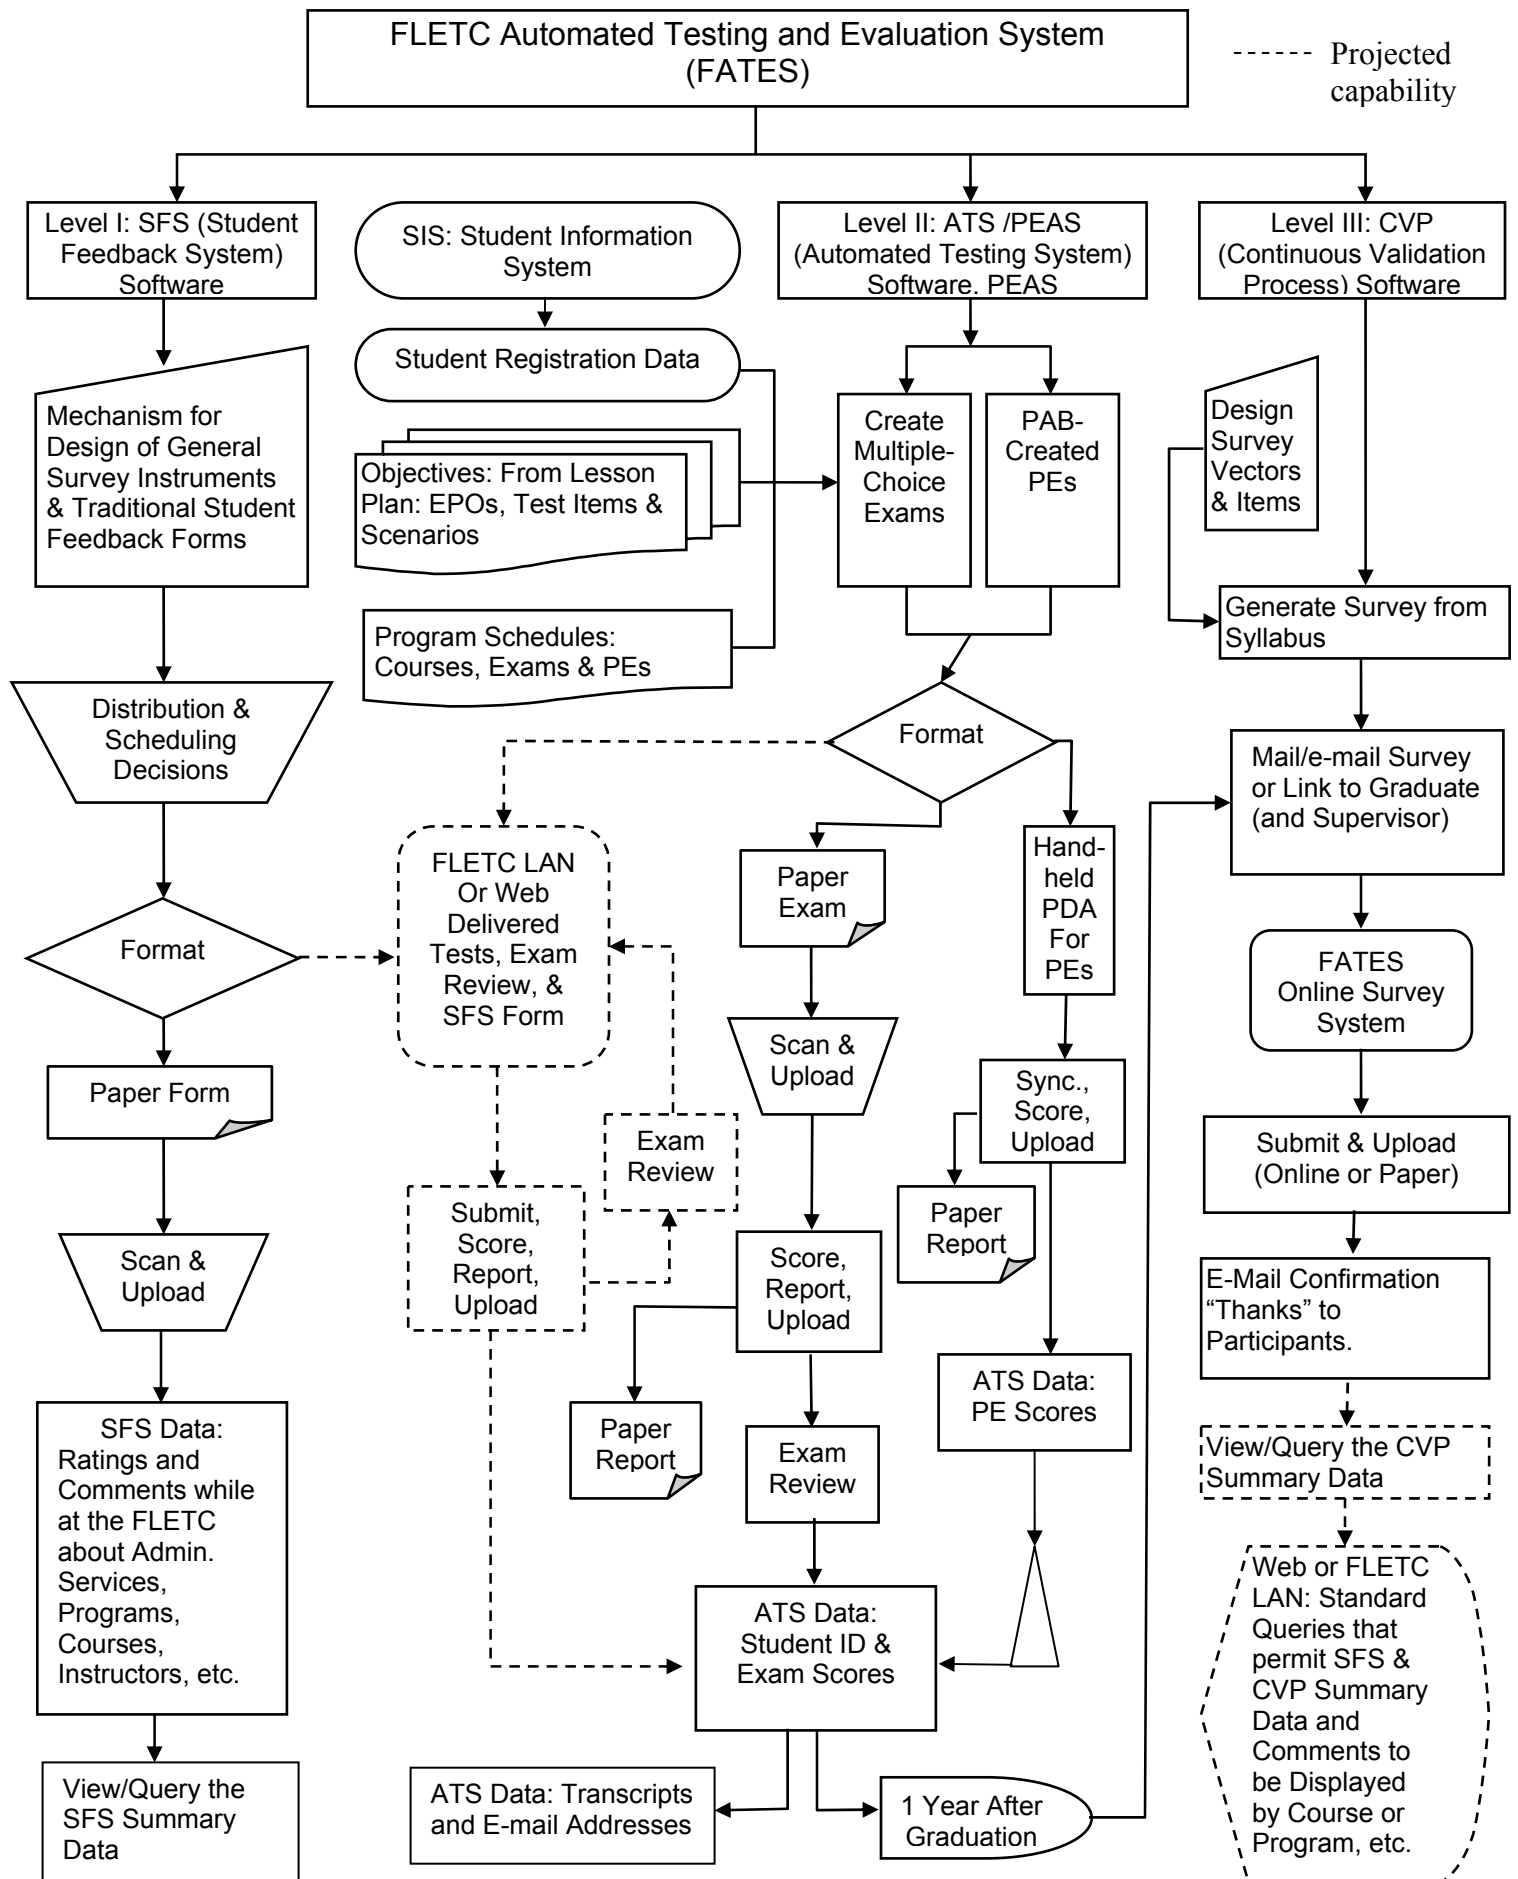 FLETC Automated Testing and Evaluation System
(FATES)
Projected
capability
Level I: SFS (Student
Feedback System)
Software
SIS: Student Information
System
Level II: ATS /PEAS
(Automated Testing System)
Software. PEAS
Level III: CVP
(Continuous Validation
Process) Software
Student Registration Data
Mechanism for
Design of General
Survey Instruments
& Traditional Student
Feedback Forms
Objectives: From Lesson
Plan: EPOs, Test Items &
Scenarios
Create
Multiple-
Choice
Exams
PAB-
Created
PEs
Design
Survey
Vectors
& Items
Program Schedules:
Courses, Exams & PEs
Generate Survey from
Syllabus
Distribution &
Scheduling
Decisions
Format
Mail/e-mail Survey
or Link to Graduate
(and Supervisor)
FLETC LAN
Or Web
Delivered
Tests, Exam
Review, &
SFS Form
Paper
Exam
Hand-
held
PDA
For
PEs
Format
FATES
Online Survey
System
Paper Form
Scan &
Upload
Sync.,
Score,
Upload
Exam
Review
Submit & Upload
(Online or Paper)
Submit,
Score,
Report,
Upload
Paper
Report
Scan &
Upload
Score,
Report,
Upload
E-Mail Confirmation
“Thanks” to
Participants.
SFS Data:
Ratings and
Comments while
at the FLETC
about Admin.
Services,
Programs,
Courses,
Instructors, etc.
Paper
Report
Exam
Review
ATS Data:
PE Scores
View/Query the CVP
Summary Data
ATS Data:
Student ID &
Exam Scores
Web or FLETC
LAN: Standard
Queries that
permit SFS &
CVP Summary
Data and
Comments to
be Displayed
by Course or
Program, etc.
View/Query the
SFS Summary
Data
ATS Data: Transcripts
and E-mail Addresses
1 Year After
Graduation